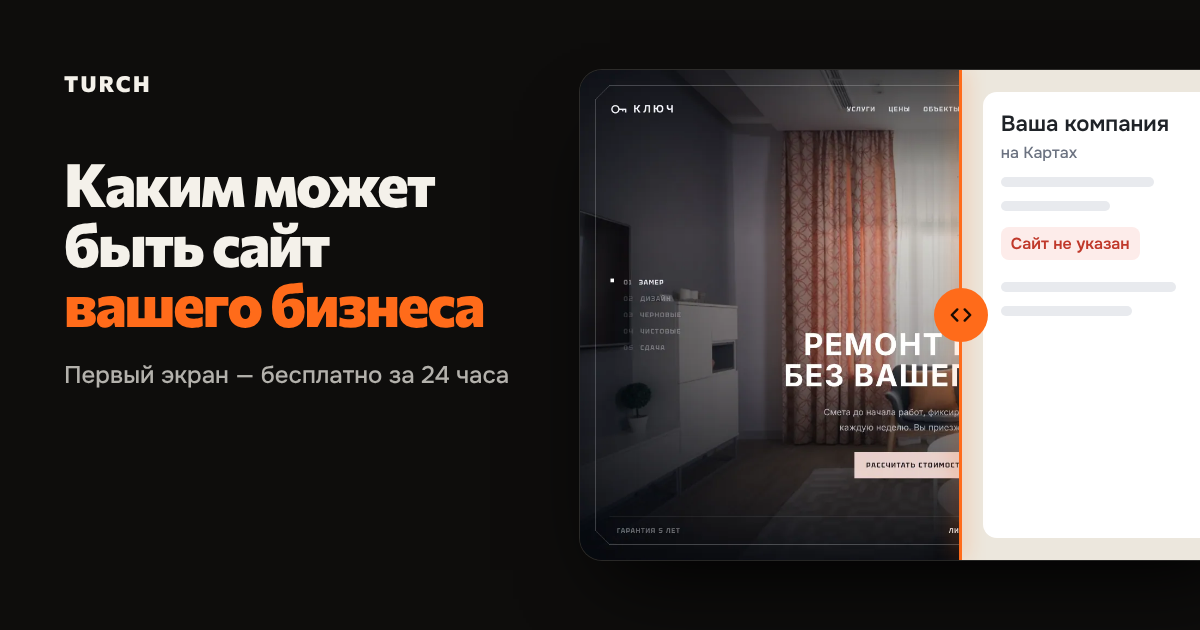 TURCH
Каким может
быть сайт
вашего бизнеса
Первый экран — бесплатно за 24 часа
КЛЮЧ
УСЛУГИ ЦЕНЫ ОБЪЕКТЫ
01 ЗАМЕР
02 ДИЗАЙН
03 ЧЕРНОВЫЕ
04 ЧИСТОВЫЕ
05 СДАЧА
РЕМОНТ
БЕЗ ВАШЕГ
Смета до начала работ, фиксир
каждую неделю. Вы приезж
РАССЧИТАТЬ СТОИМОСТ
ГАРАНТИЯ 5 ЛЕТ
ЛИ
Ваша компания
на Картах
Сайт не указан